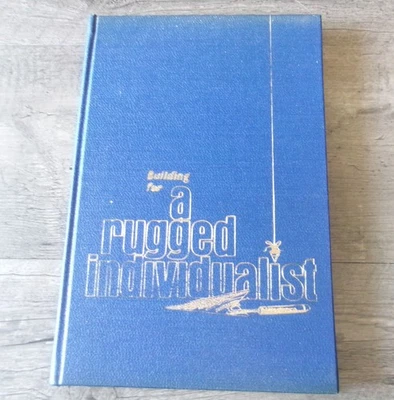 Building
for
a
rugged
individualist